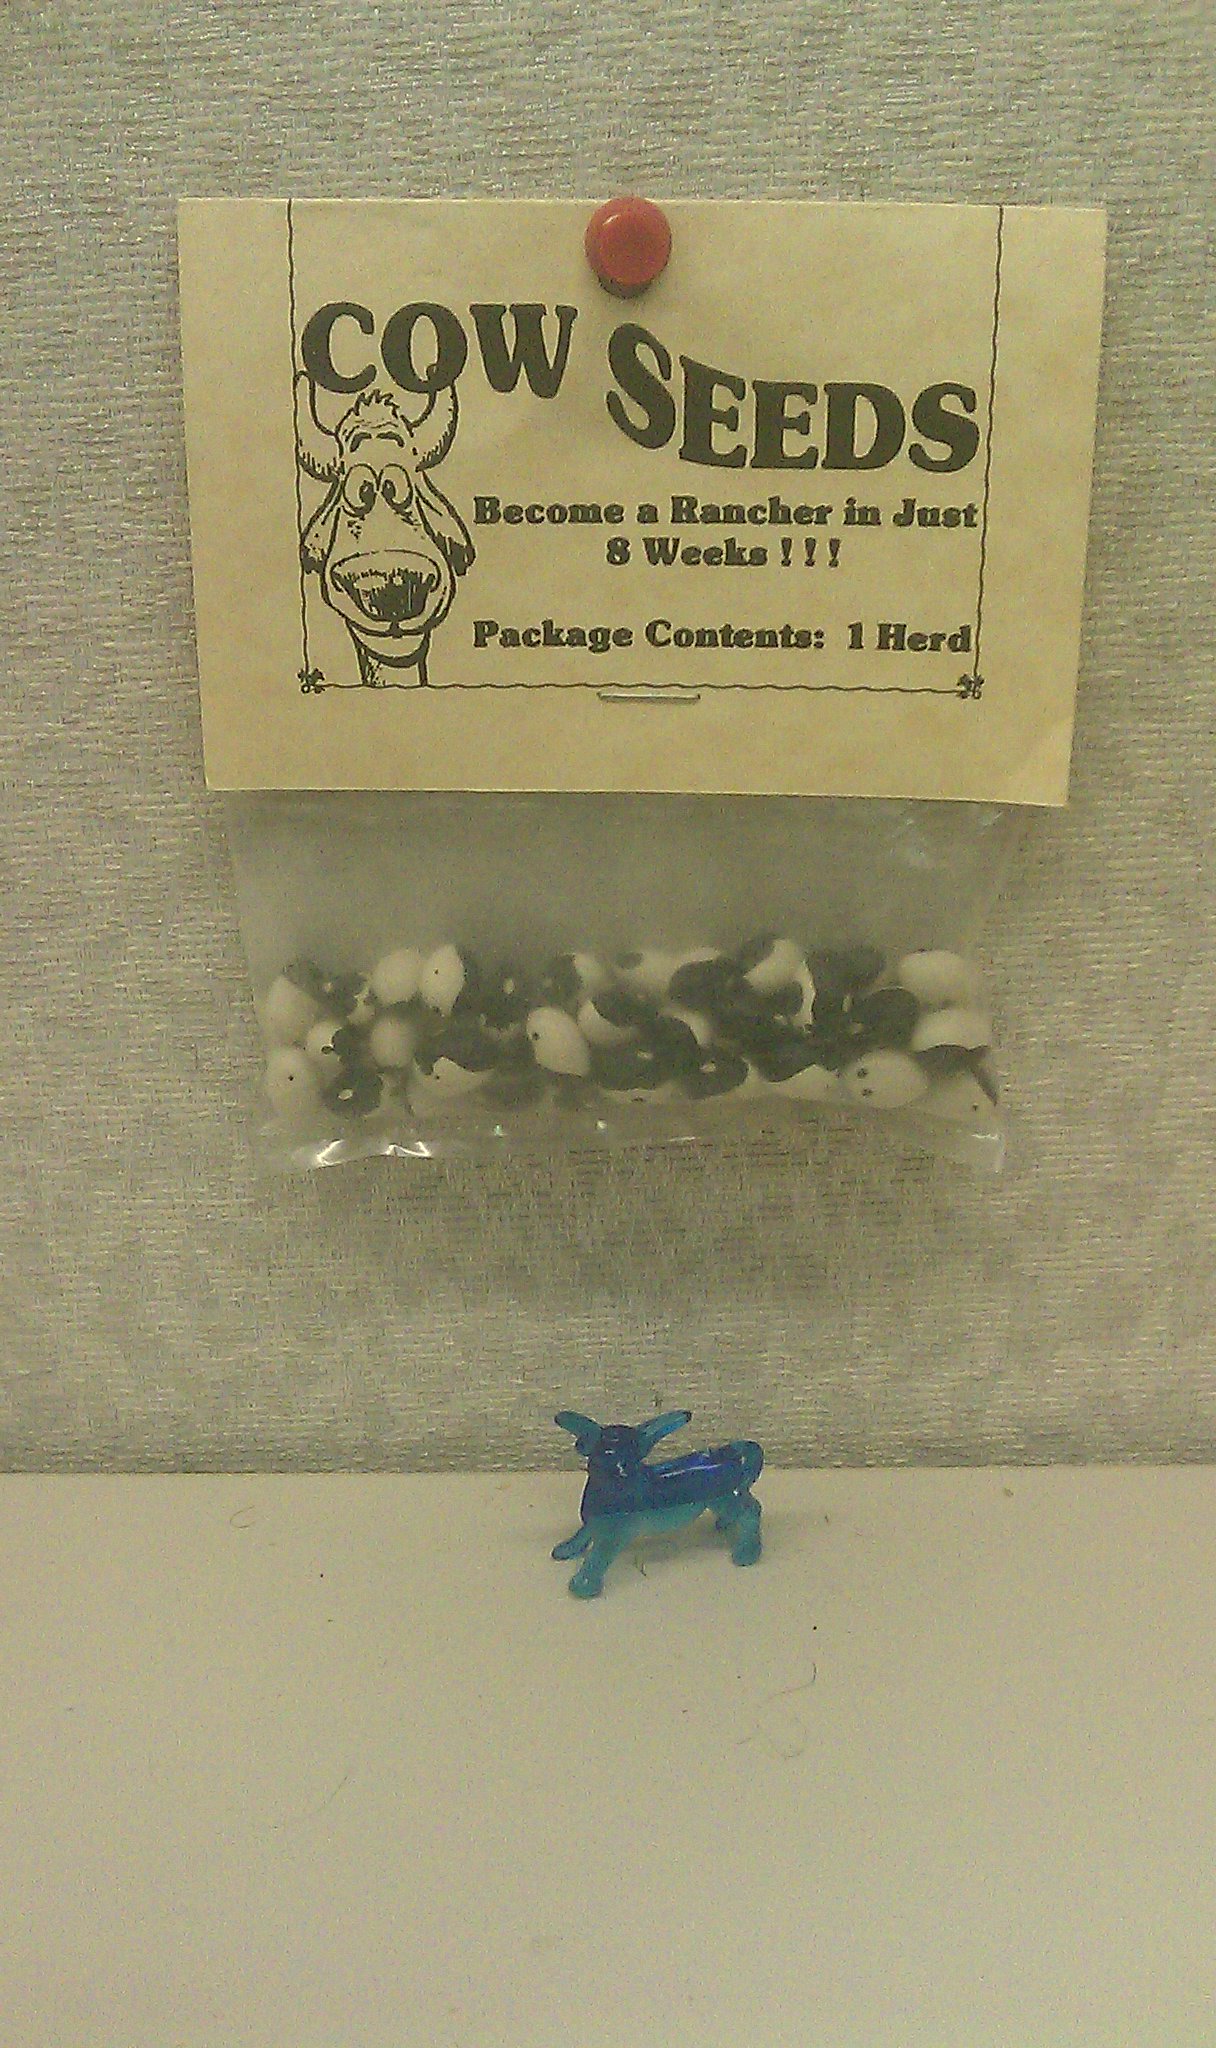 COW SEEDS
Become a Rancher in Just
8 Weeks ! ! !
Package Contents: 1 Herd